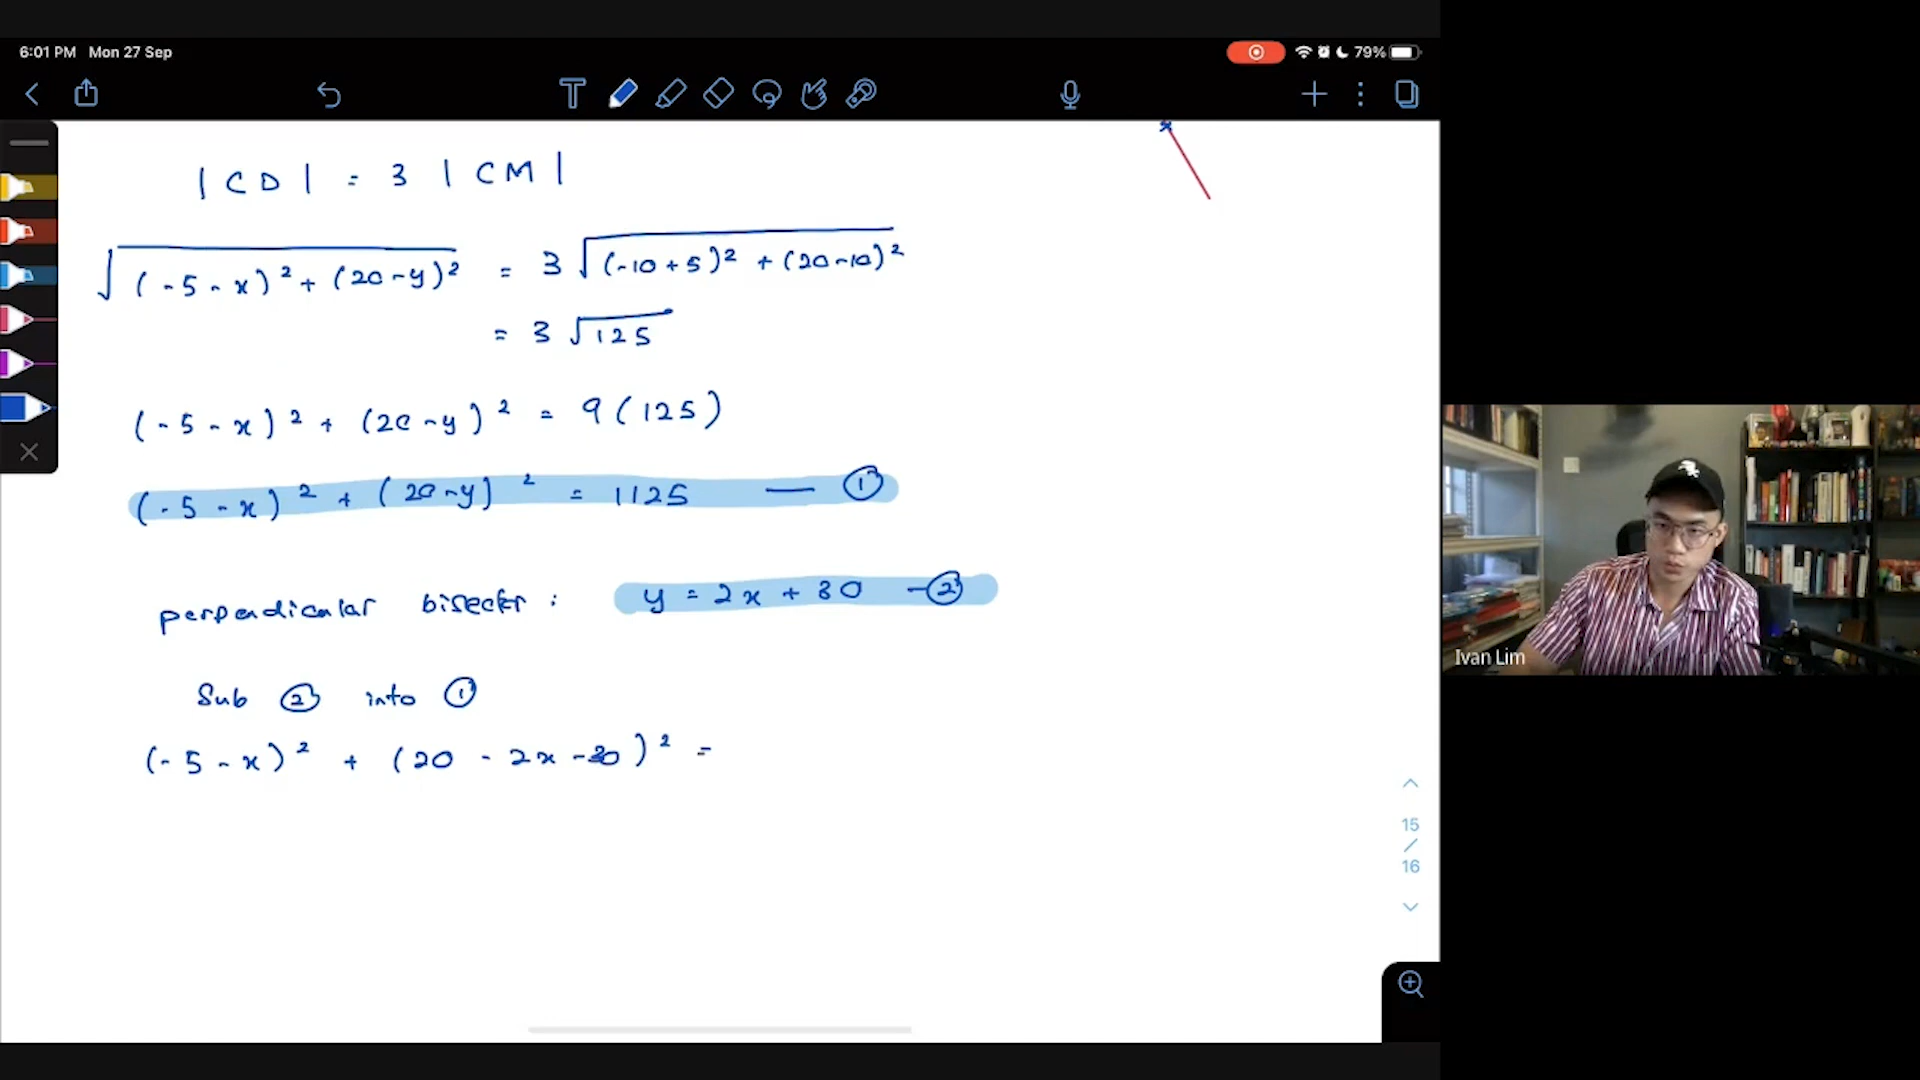 6:01 PM Mon 27 Sep
79%
|CD| = 3 |CM|
√((-5-x)² + (20-y)²) = 3 √((-10+5)² + (20-10)²)
= 3 √125
(-5-x)² + (20-y)² = 9(125)
(-5-x)² + (20-y)² = 1125 — ①
perpendicular bisector : y = 2x + 30 - ②
Sub ② into ①
(-5-x)² + (20 - 2x - 30)² =
Ivan Lim
15
/
16